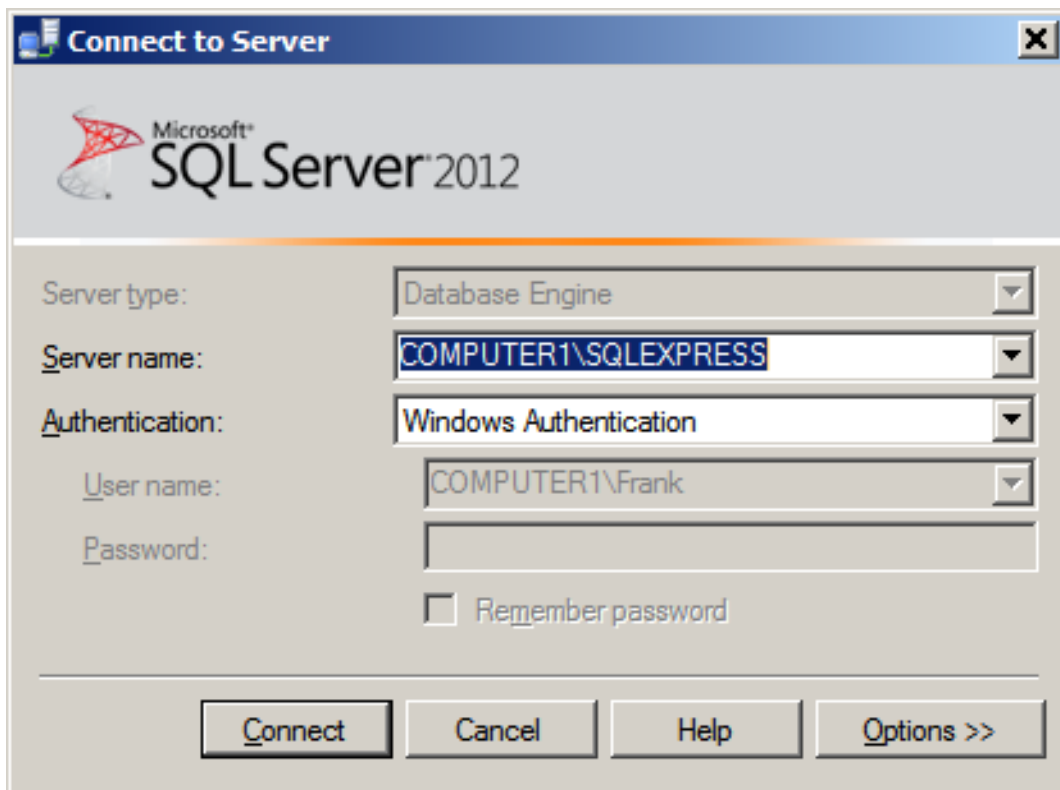 Connect to Server
Microsoft®
SQL Server® 2012
Server type: Database Engine
Server name: COMPUTER1\SQLEXPRESS
Authentication: Windows Authentication
User name: COMPUTER1\Frank
Password:
Remember password
Connect Cancel Help Options >>